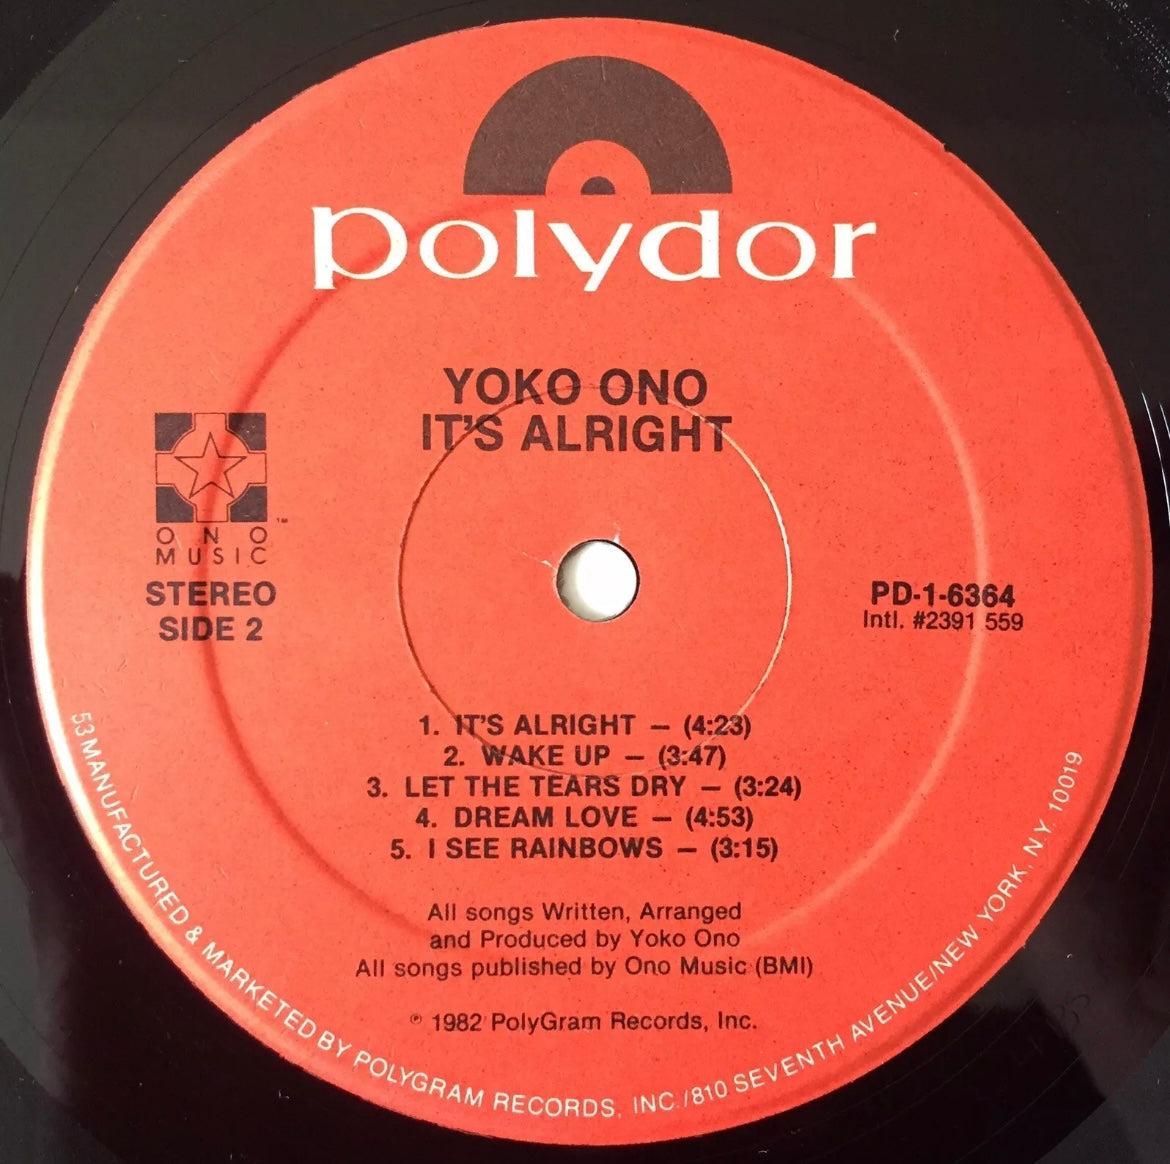 polydor
YOKO ONO
IT'S ALRIGHT
™
ONO
MUSIC
STEREO
SIDE 2
PD-1-6364
Intl. #2391 559
1. IT'S ALRIGHT — (4:23)
2. WAKE UP — (3:47)
3. LET THE TEARS DRY — (3:24)
4. DREAM LOVE — (4:53)
5. I SEE RAINBOWS — (3:15)
All songs Written, Arranged
and Produced by Yoko Ono
All songs published by Ono Music (BMI)
℗ 1982 PolyGram Records, Inc.
53 MANUFACTURED & MARKETED BY POLYGRAM RECORDS, INC./810 SEVENTH AVENUE/NEW YORK, N.Y. 10019